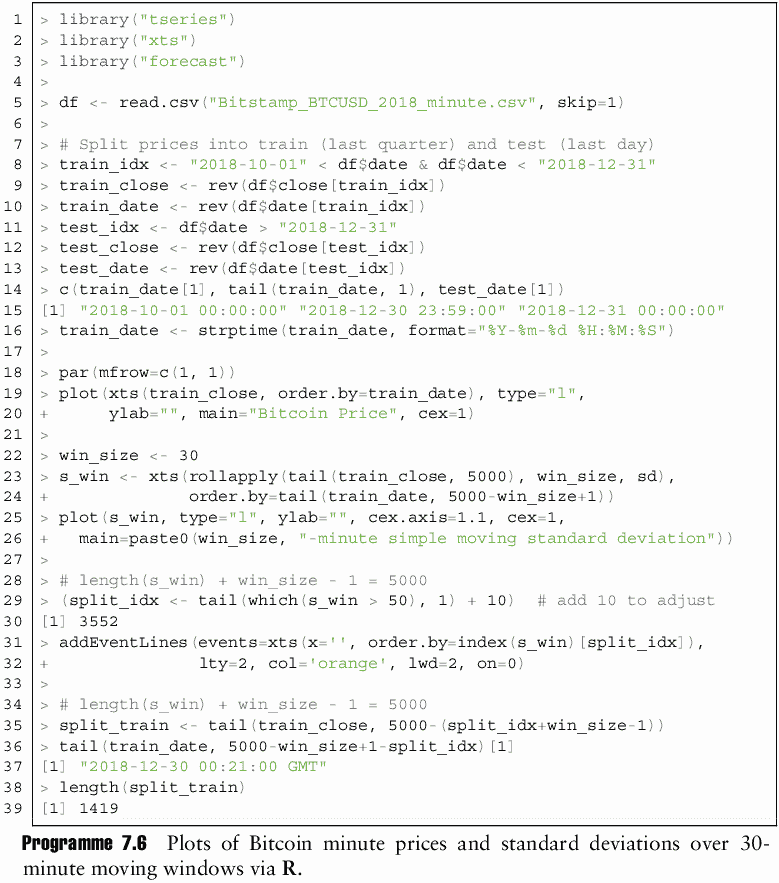 1 > library("tseries")
2 > library("xts")
3 > library("forecast")
4 >
5 > df <- read.csv("Bitstamp_BTCUSD_2018_minute.csv", skip=1)
6 >
7 > # Split prices into train (last quarter) and test (last day)
8 > train_idx <- "2018-10-01" < df$date & df$date < "2018-12-31"
9 > train_close <- rev(df$close[train_idx])
10 > train_date <- rev(df$date[train_idx])
11 > test_idx <- df$date > "2018-12-31"
12 > test_close <- rev(df$close[test_idx])
13 > test_date <- rev(df$date[test_idx])
14 > c(train_date[1], tail(train_date, 1), test_date[1])
15 [1] "2018-10-01 00:00:00" "2018-12-30 23:59:00" "2018-12-31 00:00:00"
16 > train_date <- strptime(train_date, format="%Y-%m-%d %H:%M:%S")
17 >
18 > par(mfrow=c(1, 1))
19 > plot(xts(train_close, order.by=train_date), type="l",
20 +      ylab="", main="Bitcoin Price", cex=1)
21 >
22 > win_size <- 30
23 > s_win <- xts(rollapply(tail(train_close, 5000), win_size, sd),
24 +              order.by=tail(train_date, 5000-win_size+1))
25 > plot(s_win, type="l", ylab="", cex.axis=1.1, cex=1,
26 +   main=paste0(win_size, "-minute simple moving standard deviation"))
27 >
28 > # length(s_win) + win_size - 1 = 5000
29 > (split_idx <- tail(which(s_win > 50), 1) + 10)  # add 10 to adjust
30 [1] 3552
31 > addEventLines(events=xts(x='', order.by=index(s_win)[split_idx]),
32 +               lty=2, col='orange', lwd=2, on=0)
33 >
34 > # length(s_win) + win_size - 1 = 5000
35 > split_train <- tail(train_close, 5000-(split_idx+win_size-1))
36 > tail(train_date, 5000-win_size+1-split_idx)[1]
37 [1] "2018-12-30 00:21:00 GMT"
38 > length(split_train)
39 [1] 1419
Programme 7.6 Plots of Bitcoin minute prices and standard deviations over 30-
minute moving windows via R.